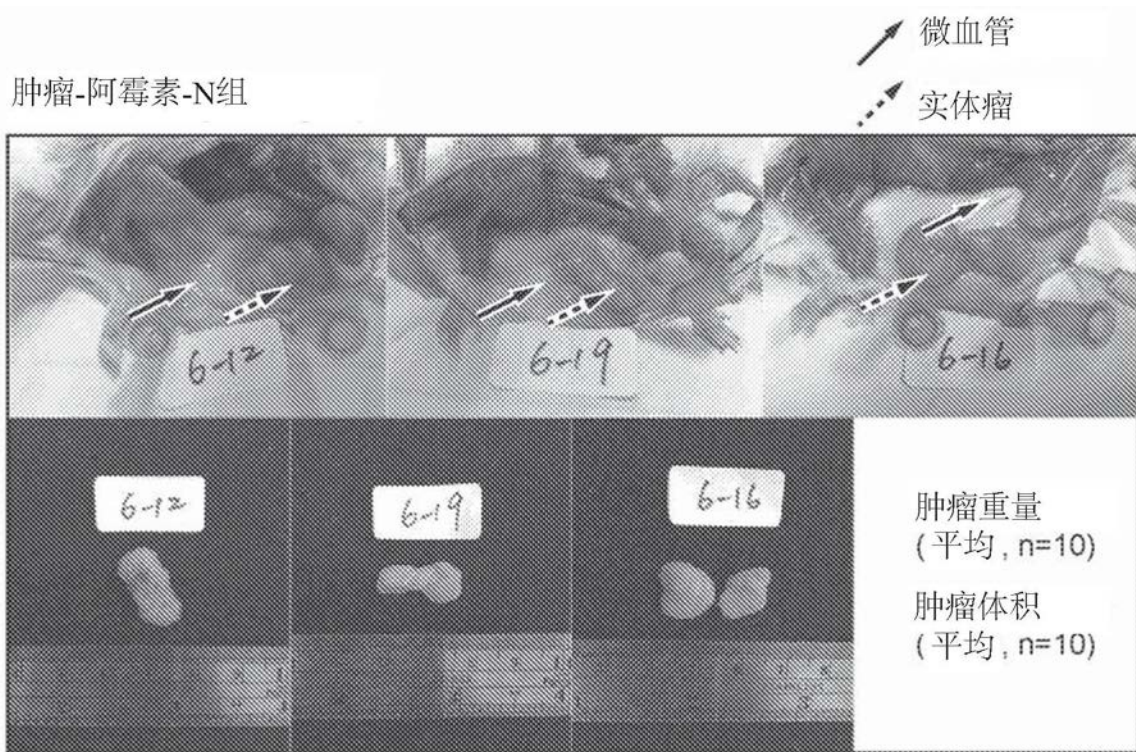 微血管
实体瘤
肿瘤-阿霉素-N组
6-12
6-19
6-16
6-12
6-19
6-16
肿瘤重量
(平均, n=10)
肿瘤体积
(平均, n=10)